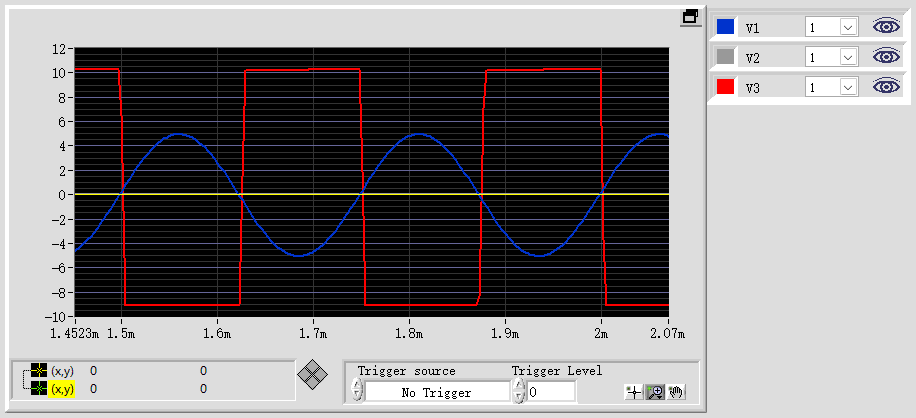 v1 1
v2 1
v3 1
12
10
8
6
4
2
0
-2
-4
-6
-8
-10
1.4523m 1.5m 1.6m 1.7m 1.8m 1.9m 2m 2.07m
(x,y) 0 0
(x,y) 0 0
Trigger source Trigger Level
No Trigger 0